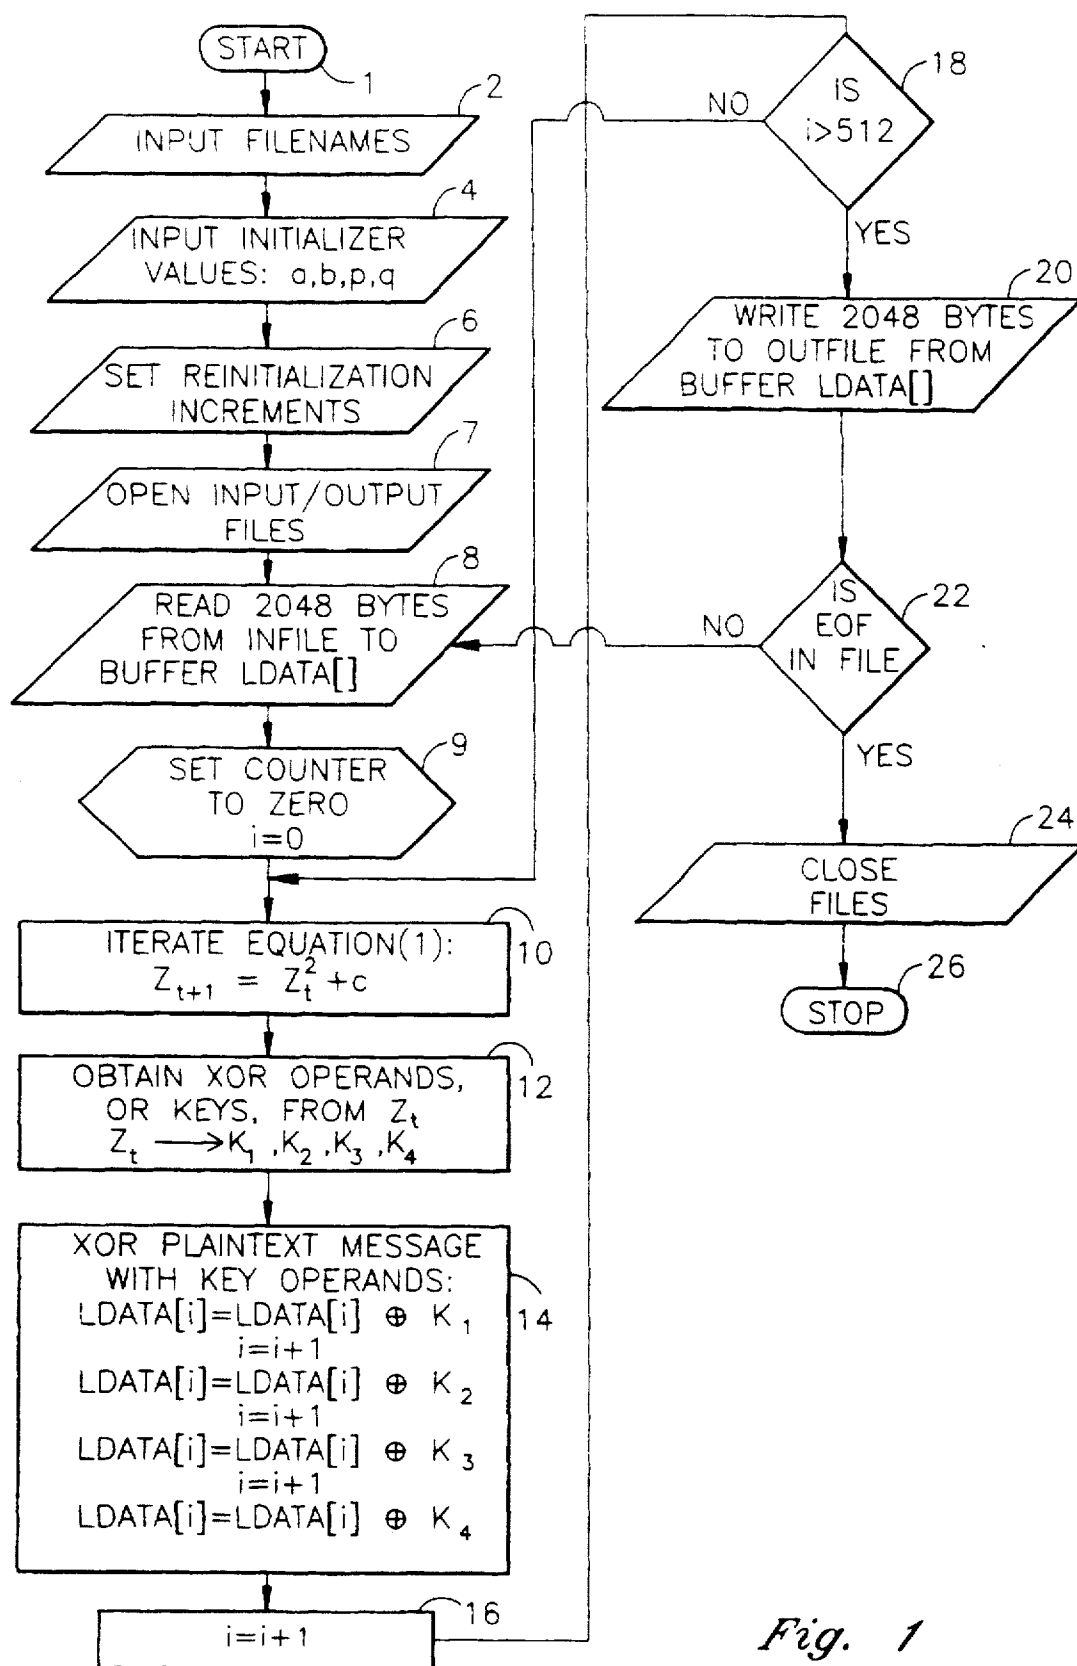 START
1
2
INPUT FILENAMES
4
INPUT INITIALIZER
VALUES: a,b,p,q
6
SET REINITIALIZATION
INCREMENTS
7
OPEN INPUT/OUTPUT
FILES
8
READ 2048 BYTES
FROM INFILE TO
BUFFER LDATA[]
9
SET COUNTER
TO ZERO
i=0
10
ITERATE EQUATION(1):
Z_{t+1} = Z_t^2 +c
12
OBTAIN XOR OPERANDS,
OR KEYS, FROM Z_t
Z_t ⟶ K_1 ,K_2 ,K_3 ,K_4
14
XOR PLAINTEXT MESSAGE
WITH KEY OPERANDS:
LDATA[i]=LDATA[i] ⊕ K_1
i=i+1
LDATA[i]=LDATA[i] ⊕ K_2
i=i+1
LDATA[i]=LDATA[i] ⊕ K_3
i=i+1
LDATA[i]=LDATA[i] ⊕ K_4
16
i=i+1
18
IS
i>512
NO
YES
20
WRITE 2048 BYTES
TO OUTFILE FROM
BUFFER LDATA[]
22
IS
EOF
IN FILE
NO
YES
24
CLOSE
FILES
26
STOP
Fig. 1